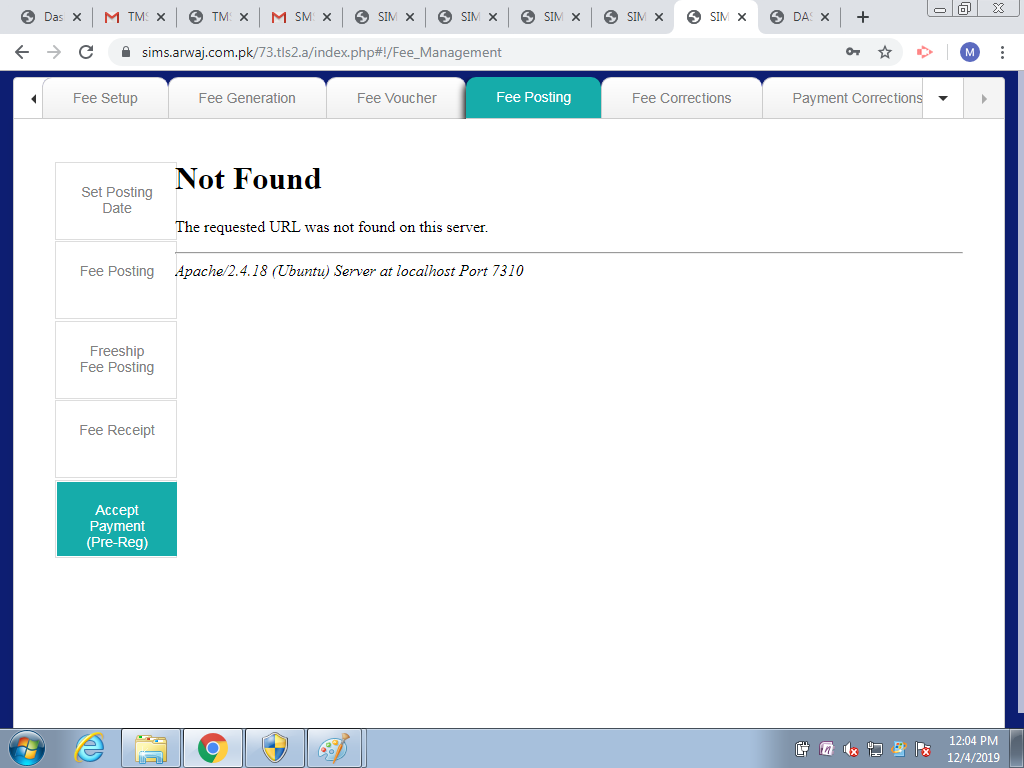 Das
TMS
TMS
SMS
SIM
SIM
SIM
SIM
SIM
DAS
sims.arwaj.com.pk/73.tls2.a/index.php#!/Fee_Management
M
Fee Setup
Fee Generation
Fee Voucher
Fee Posting
Fee Corrections
Payment Corrections
Set Posting
Date
Fee Posting
Freeship
Fee Posting
Fee Receipt
Accept
Payment
(Pre-Reg)
Not Found
The requested URL was not found on this server.
Apache/2.4.18 (Ubuntu) Server at localhost Port 7310
12:04 PM
12/4/2019